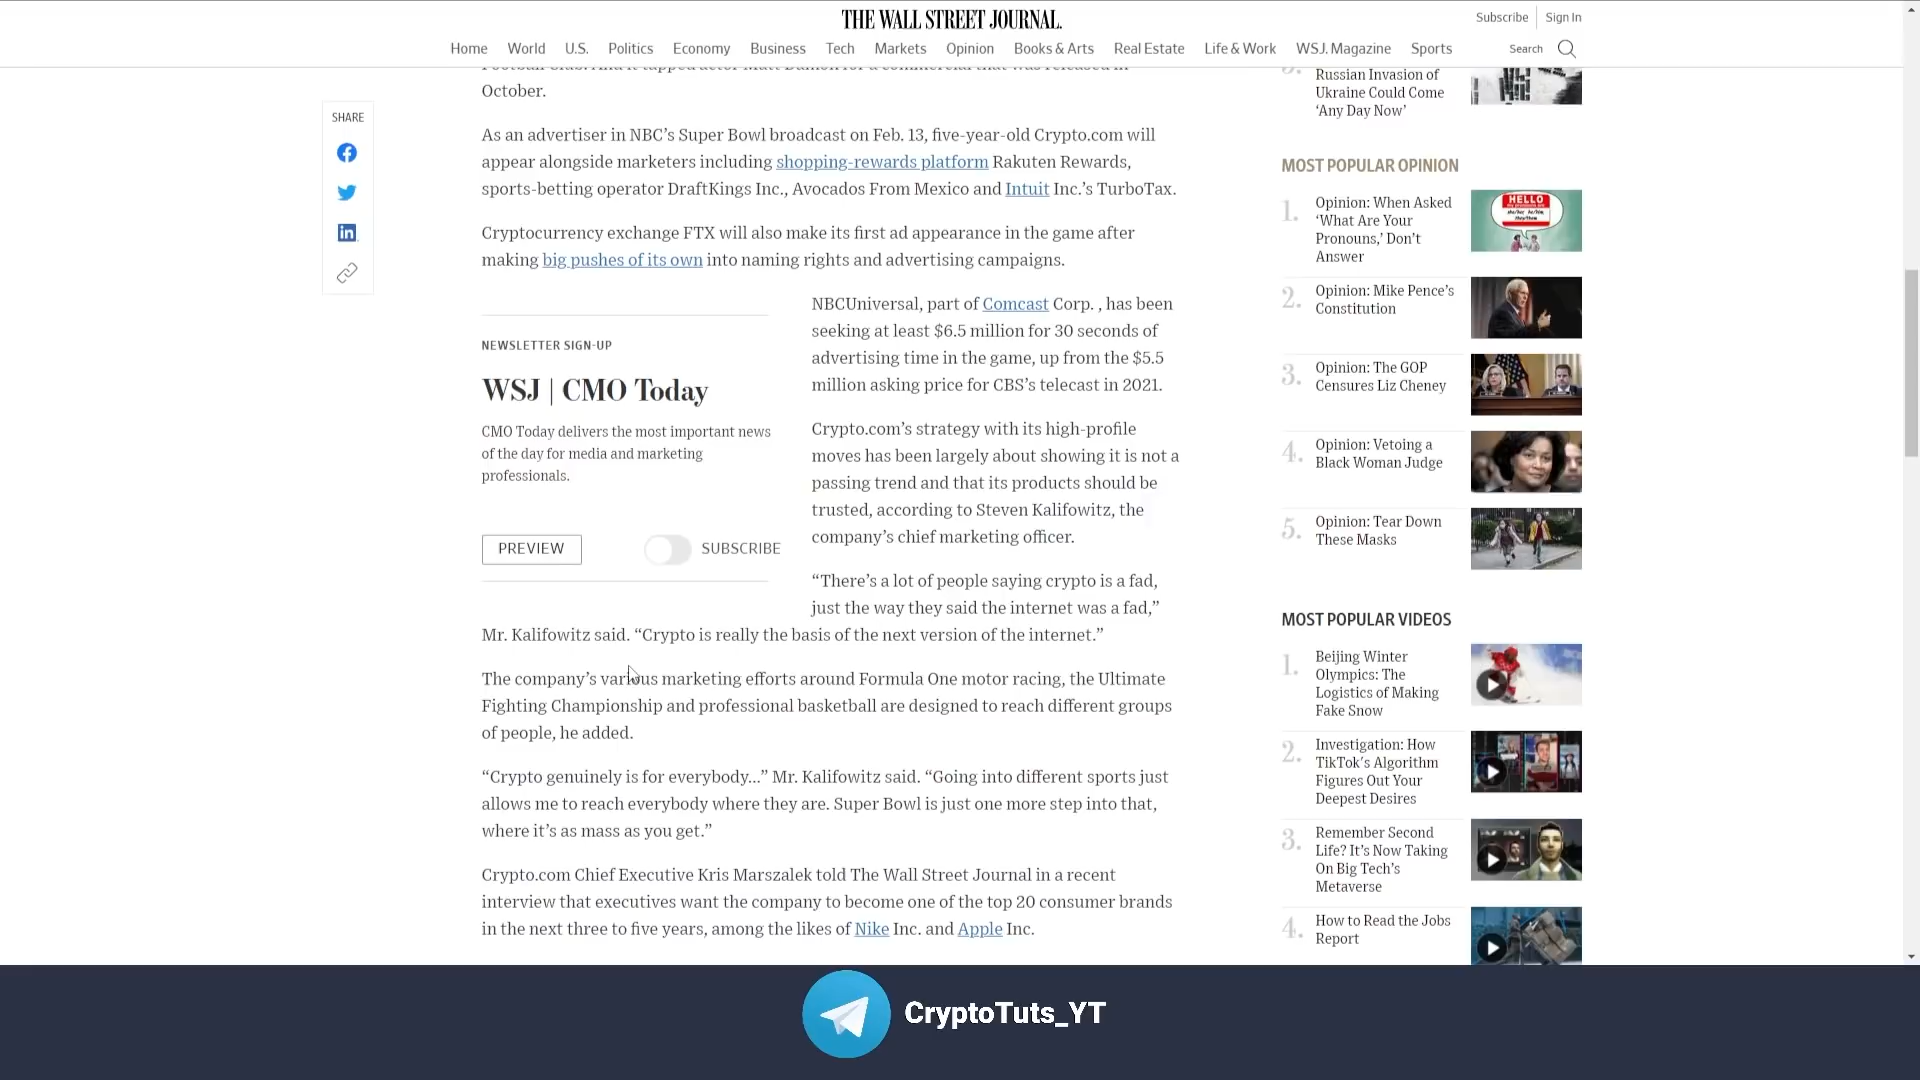 THE WALL STREET JOURNAL.
Subscribe
Sign In
Home World U.S. Politics Economy Business Tech Markets Opinion Books & Arts Real Estate Life & Work WSJ. Magazine Sports
Search
SHARE
October.
As an advertiser in NBC’s Super Bowl broadcast on Feb. 13, five-year-old Crypto.com will
appear alongside marketers including shopping-rewards platform Rakuten Rewards,
sports-betting operator DraftKings Inc., Avocados From Mexico and Intuit Inc.’s TurboTax.
Cryptocurrency exchange FTX will also make its first ad appearance in the game after
making big pushes of its own into naming rights and advertising campaigns.
NEWSLETTER SIGN-UP
WSJ | CMO Today
CMO Today delivers the most important news
of the day for media and marketing
professionals.
PREVIEW
SUBSCRIBE
NBCUniversal, part of Comcast Corp. , has been
seeking at least $6.5 million for 30 seconds of
advertising time in the game, up from the $5.5
million asking price for CBS’s telecast in 2021.
Crypto.com’s strategy with its high-profile
moves has been largely about showing it is not a
passing trend and that its products should be
trusted, according to Steven Kalifowitz, the
company’s chief marketing officer.
“There’s a lot of people saying crypto is a fad,
just the way they said the internet was a fad,”
Mr. Kalifowitz said. “Crypto is really the basis of the next version of the internet.”
The company’s various marketing efforts around Formula One motor racing, the Ultimate
Fighting Championship and professional basketball are designed to reach different groups
of people, he added.
“Crypto genuinely is for everybody...” Mr. Kalifowitz said. “Going into different sports just
allows me to reach everybody where they are. Super Bowl is just one more step into that,
where it’s as mass as you get.”
Crypto.com Chief Executive Kris Marszalek told The Wall Street Journal in a recent
interview that executives want the company to become one of the top 20 consumer brands
in the next three to five years, among the likes of Nike Inc. and Apple Inc.
Russian Invasion of
Ukraine Could Come
‘Any Day Now’
MOST POPULAR OPINION
1. Opinion: When Asked
‘What Are Your
Pronouns,’ Don’t
Answer
HELLO
2. Opinion: Mike Pence’s
Constitution
3. Opinion: The GOP
Censures Liz Cheney
4. Opinion: Vetoing a
Black Woman Judge
5. Opinion: Tear Down
These Masks
MOST POPULAR VIDEOS
1. Beijing Winter
Olympics: The
Logistics of Making
Fake Snow
2. Investigation: How
TikTok's Algorithm
Figures Out Your
Deepest Desires
3. Remember Second
Life? It’s Now Taking
On Big Tech’s
Metaverse
4. How to Read the Jobs
Report
CryptoTuts_YT